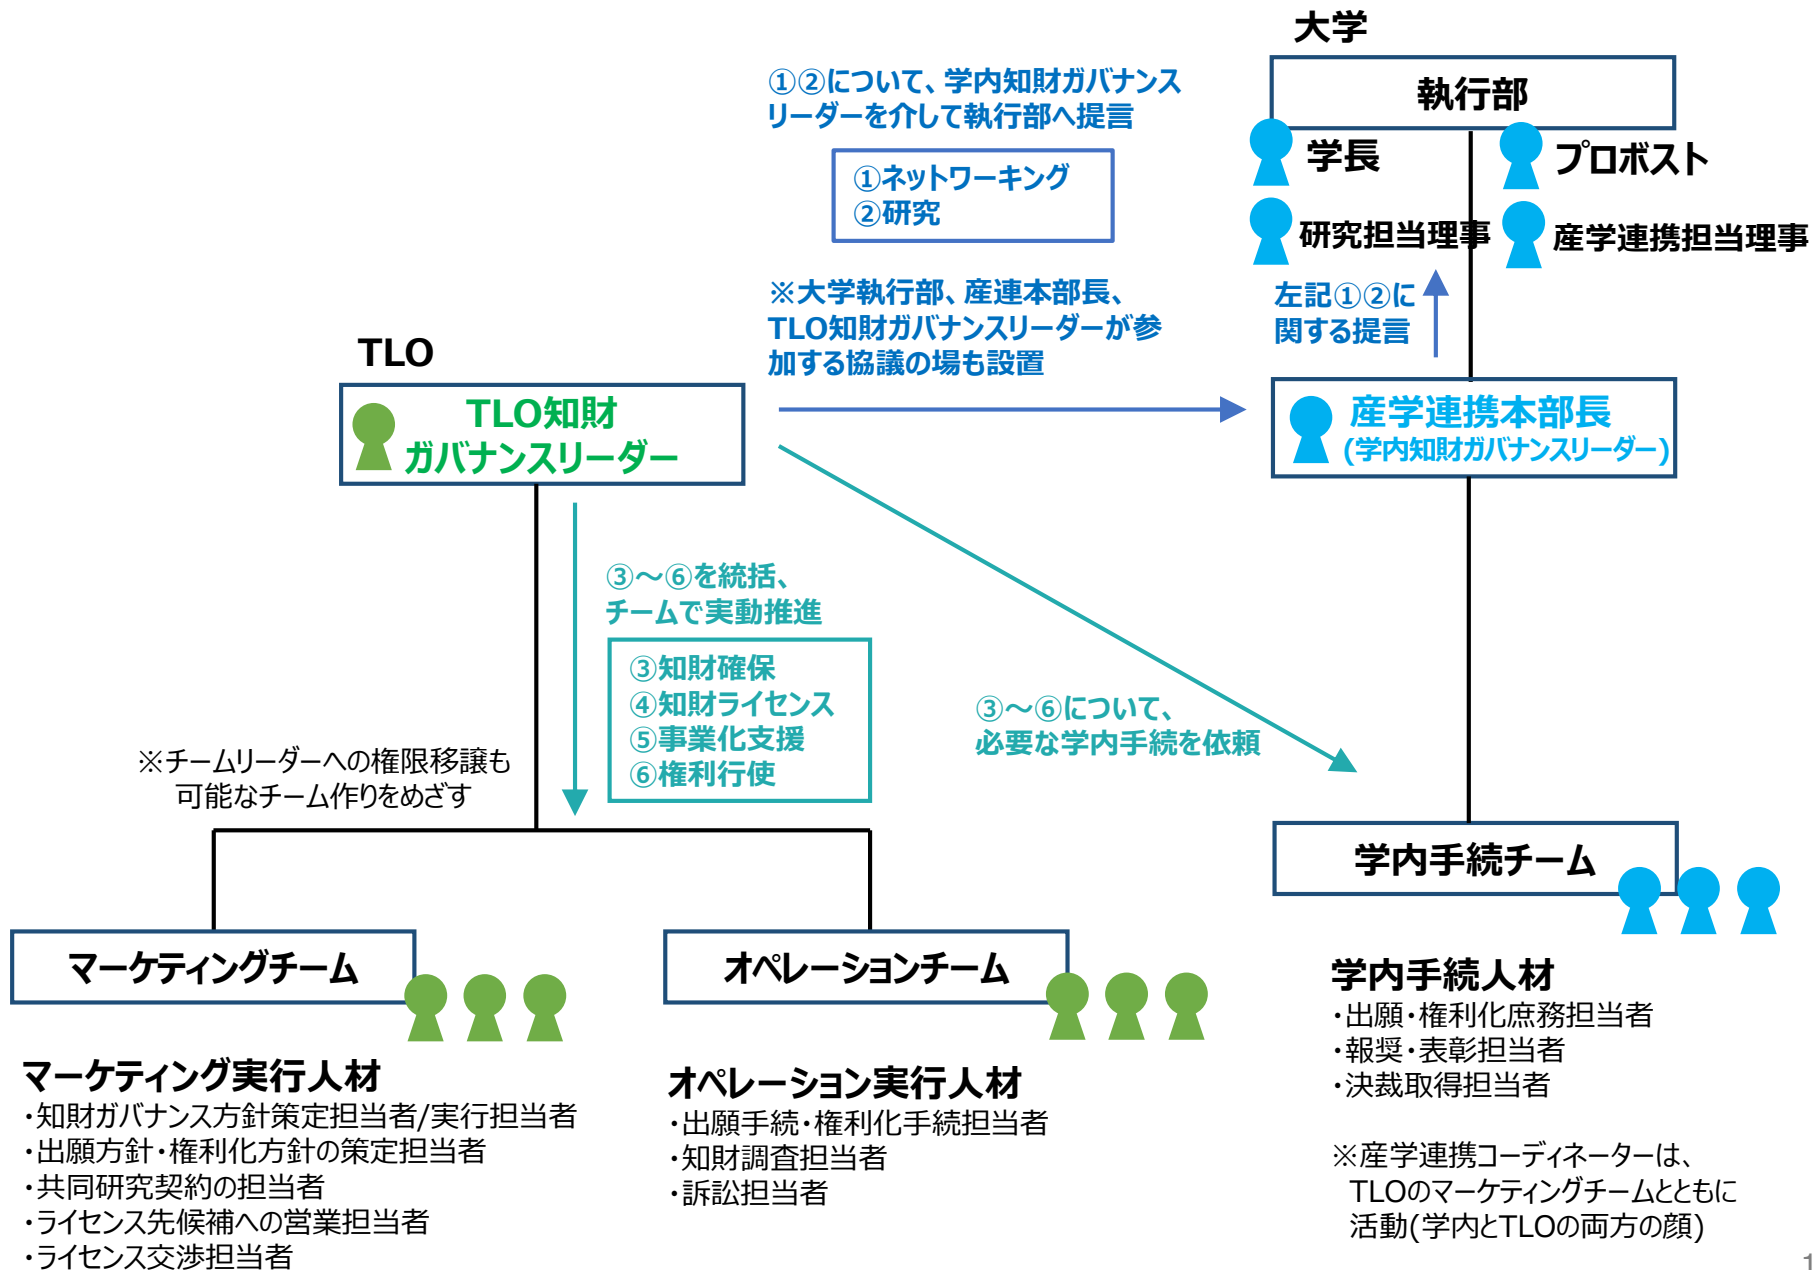 大学
執行部
学長
プロボスト
研究担当理事
産学連携担当理事
①②について、学内知財ガバナンス
リーダーを介して執行部へ提言
①ネットワーキング
②研究
※大学執行部、産連本部長、
TLO知財ガバナンスリーダーが参
加する協議の場も設置
左記①②に
関する提言
TLO
TLO知財
ガバナンスリーダー
産学連携本部長
(学内知財ガバナンスリーダー)
③～⑥を統括、
チームで実動推進
③知財確保
④知財ライセンス
⑤事業化支援
⑥権利行使
③～⑥について、
必要な学内手続を依頼
※チームリーダーへの権限移譲も
可能なチーム作りをめざす
マーケティングチーム
オペレーションチーム
学内手続チーム
マーケティング実行人材
・知財ガバナンス方針策定担当者/実行担当者
・出願方針・権利化方針の策定担当者
・共同研究契約の担当者
・ライセンス先候補への営業担当者
・ライセンス交渉担当者
オペレーション実行人材
・出願手続・権利化手続担当者
・知財調査担当者
・訴訟担当者
学内手続人材
・出願・権利化庶務担当者
・報奨・表彰担当者
・決裁取得担当者
※産学連携コーディネーターは、
TLOのマーケティングチームとともに
活動(学内とTLOの両方の顔)
1